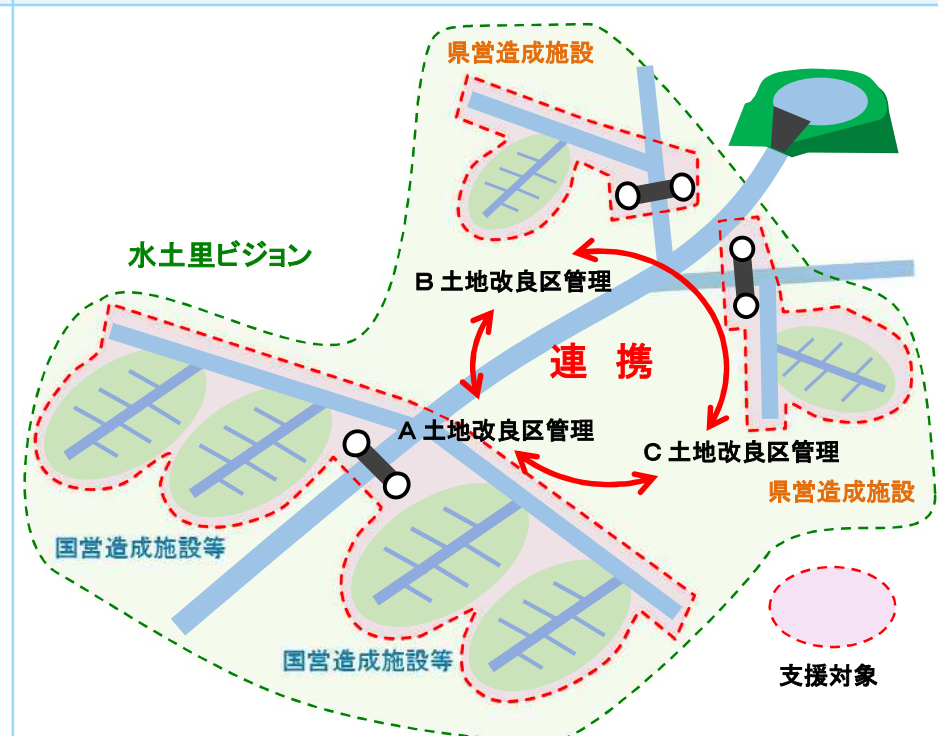 県営造成施設
水土里ビジョン
B 土地改良区管理
連 携
A 土地改良区管理
C 土地改良区管理
県営造成施設
国営造成施設等
国営造成施設等
支援対象